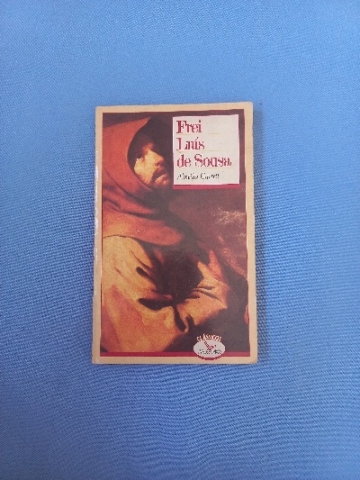 Frei
Luís
de Sousa
Almeida Garrett